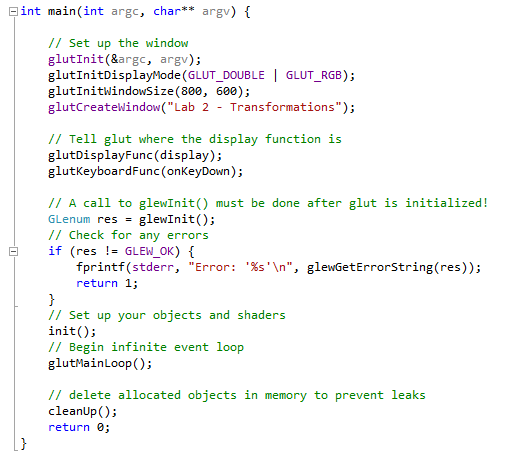 int main(int argc, char** argv) {
// Set up the window
glutInit(&argc, argv);
glutInitDisplayMode(GLUT_DOUBLE | GLUT_RGB);
glutInitWindowSize(800, 600);
glutCreateWindow("Lab 2 - Transformations");
// Tell glut where the display function is
glutDisplayFunc(display);
glutKeyboardFunc(onKeyDown);
// A call to glewInit() must be done after glut is initialized!
GLenum res = glewInit();
// Check for any errors
if (res != GLEW_OK) {
fprintf(stderr, "Error: '%s'\n", glewGetErrorString(res));
return 1;
}
// Set up your objects and shaders
init();
// Begin infinite event loop
glutMainLoop();
// delete allocated objects in memory to prevent leaks
cleanUp();
return 0;
}